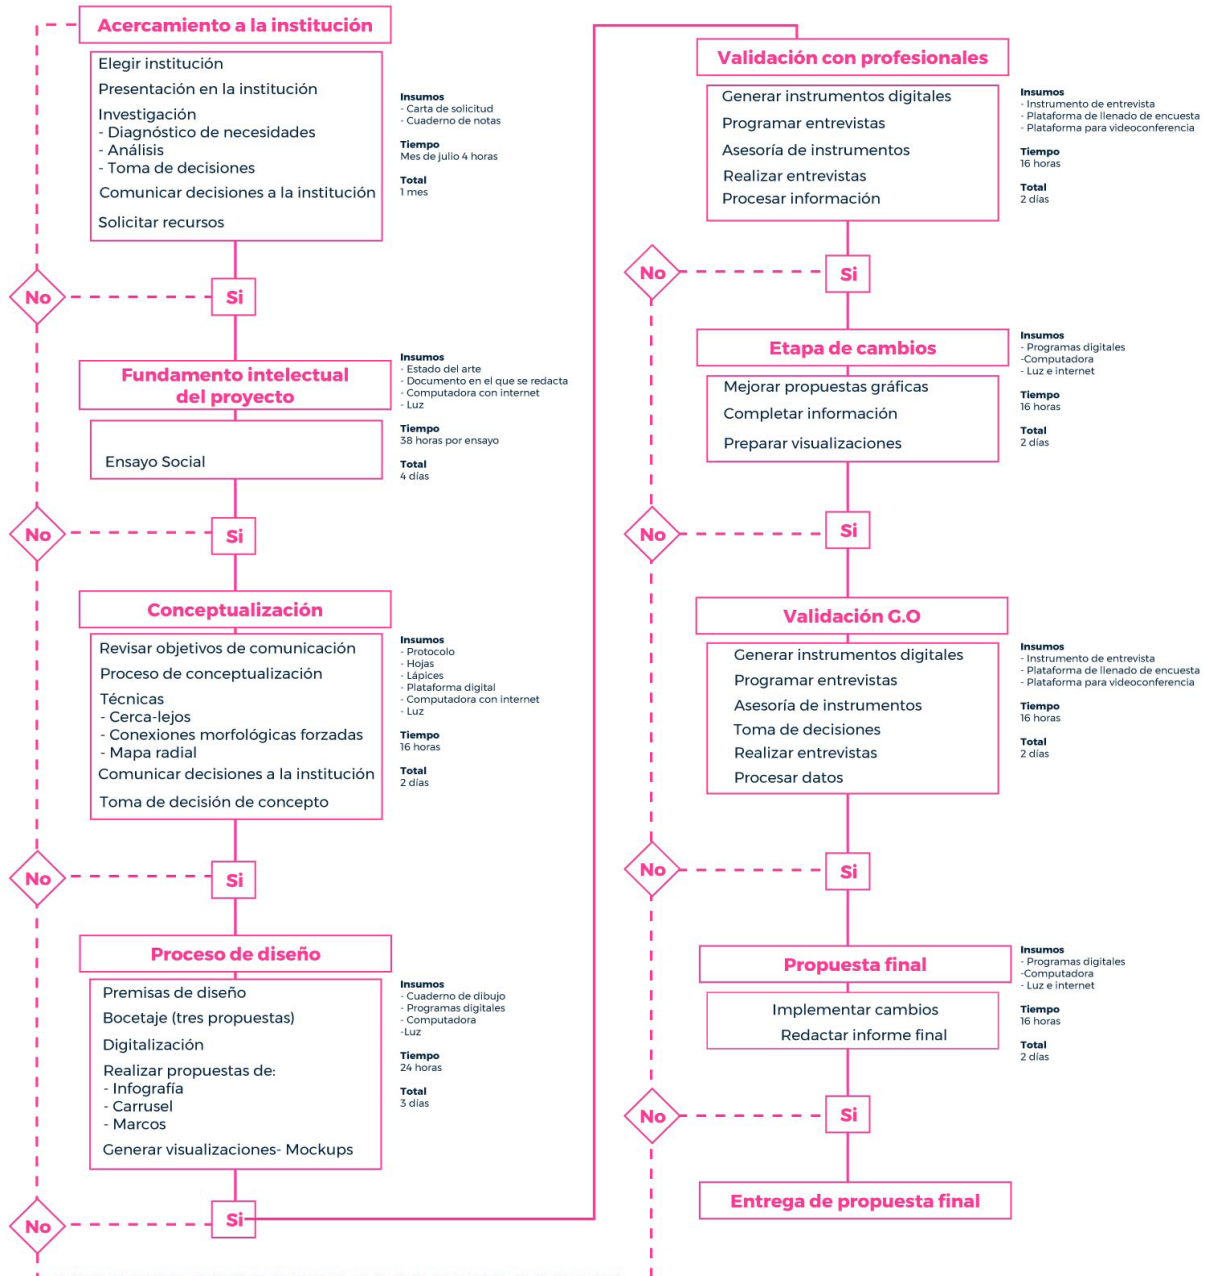 Acercamiento a la institución
Elegir institución
Presentación en la institución
Investigación
- Diagnóstico de necesidades
- Análisis
- Toma de decisiones
Comunicar decisiones a la institución
Solicitar recursos
Insumos
- Carta de solicitud
- Cuaderno de notas
Tiempo
Mes de julio 4 horas
Total
1 mes
No
Si
Fundamento intelectual
del proyecto
Ensayo Social
Insumos
- Estado del arte
- Documento en el que se redacta
- Computadora con internet
- Luz
Tiempo
38 horas por ensayo
Total
4 días
No
Si
Conceptualización
Revisar objetivos de comunicación
Proceso de conceptualización
Técnicas
- Cerca-lejos
- Conexiones morfológicas forzadas
- Mapa radial
Comunicar decisiones a la institución
Toma de decisión de concepto
Insumos
- Protocolo
- Hojas
- Lápices
- Plataforma digital
- Computadora con internet
- Luz
Tiempo
16 horas
Total
2 días
No
Si
Proceso de diseño
Premisas de diseño
Bocetaje (tres propuestas)
Digitalización
Realizar propuestas de:
- Infografía
- Carrusel
- Marcos
Generar visualizaciones- Mockups
Insumos
- Cuaderno de dibujo
- Programas digitales
- Computadora
-Luz
Tiempo
24 horas
Total
3 días
No
Si
Validación con profesionales
Generar instrumentos digitales
Programar entrevistas
Asesoría de instrumentos
Realizar entrevistas
Procesar información
Insumos
- Instrumento de entrevista
- Plataforma de llenado de encuesta
- Plataforma para videoconferencia
Tiempo
16 horas
Total
2 días
No
Si
Etapa de cambios
Mejorar propuestas gráficas
Completar información
Preparar visualizaciones
Insumos
- Programas digitales
-Computadora
- Luz e internet
Tiempo
16 horas
Total
2 días
No
Si
Validación G.O
Generar instrumentos digitales
Programar entrevistas
Asesoría de instrumentos
Toma de decisiones
Realizar entrevistas
Procesar datos
Insumos
- Instrumento de entrevista
- Plataforma de llenado de encuesta
- Plataforma para videoconferencia
Tiempo
16 horas
Total
2 días
No
Si
Propuesta final
Implementar cambios
Redactar informe final
Insumos
- Programas digitales
-Computadora
- Luz e internet
Tiempo
16 horas
Total
2 días
No
Si
Entrega de propuesta final